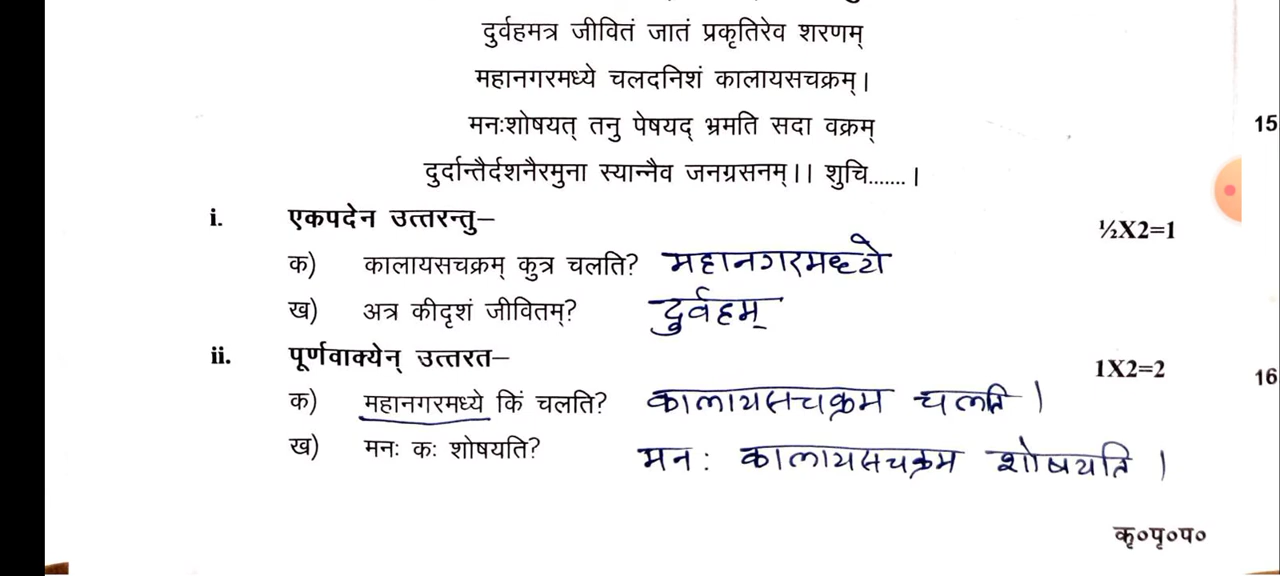 दुर्वहमत्र जीवितं जातं प्रकृतिरेव शरणम्
महानगरमध्ये चलदनिशं कालायसचक्रम्।
मनःशोषयत् तनु पेषयद् भ्रमति सदा वक्रम्
15
दुर्दान्तैर्दशनैरमुना स्यान्नैव जनग्रसनम्।। शुचि.......।
i. एकपदेन उत्तरन्तु– ½X2=1
क) कालायसचक्रम् कुत्र चलति? महानगरमध्ये
ख) अत्र कीदृशं जीवितम्? दुर्वहम्
ii. पूर्णवाक्येन् उत्तरत– 1X2=2
16
क) महानगरमध्ये किं चलति? कालायसचक्रम चलति।
ख) मनः कः शोषयति? मन: कालायसचक्रम शोषयति।
कृ०पृ०प०